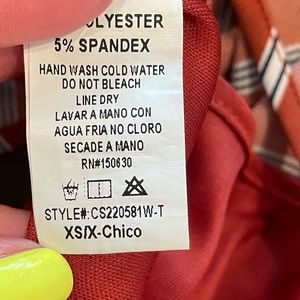 POLYESTER
5% SPANDEX
HAND WASH COLD WATER
DO NOT BLEACH
LINE DRY
LAVAR A MANO CON
AGUA FRIA NO CLORO
SECADE A MANO
RN#150630
STYLE#: CS220581W-T
XS/X-Chico